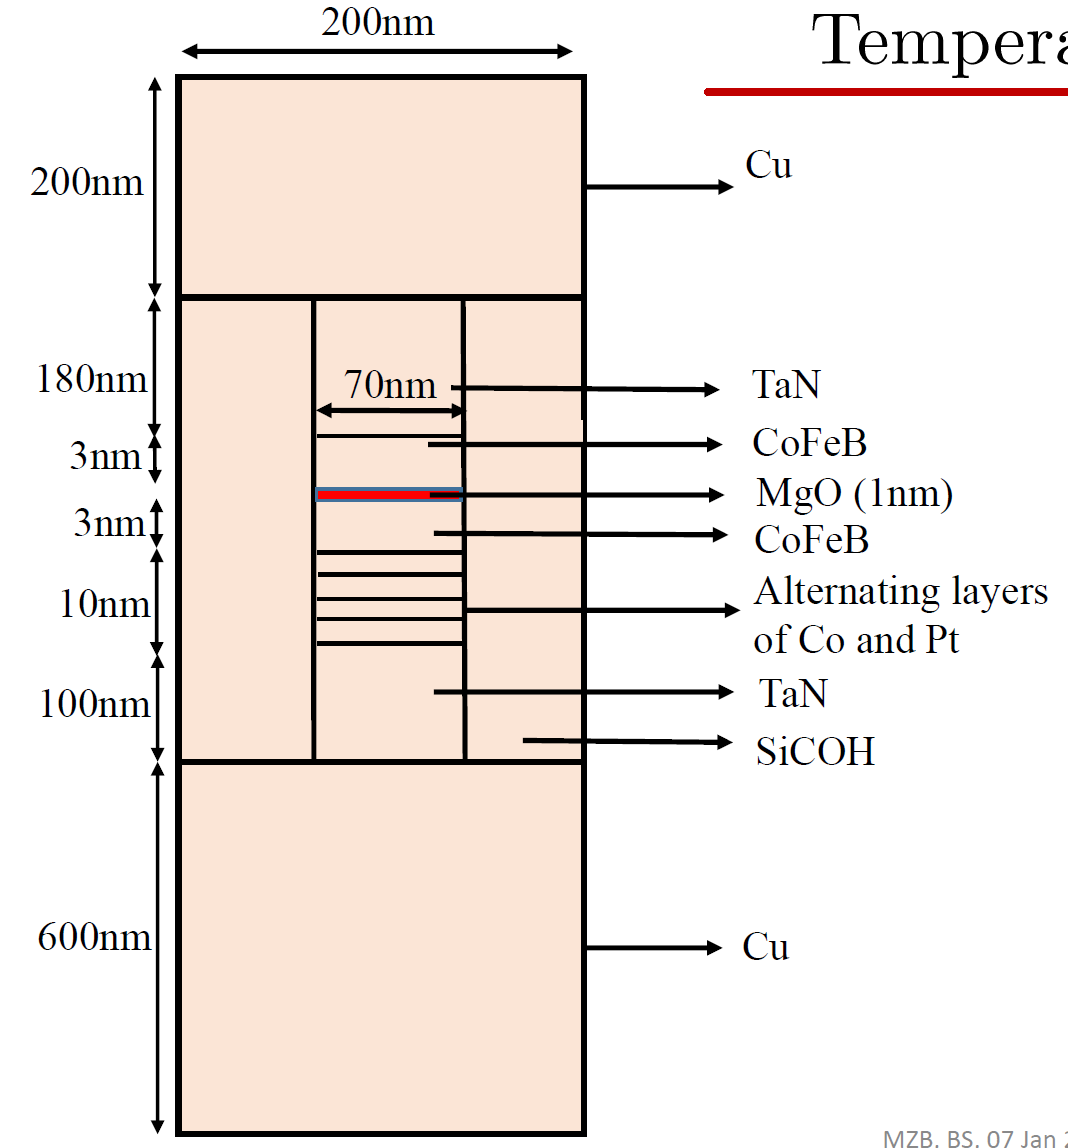 200nm
Tempera
Cu
200nm
180nm
70nm
TaN
3nm
CoFeB
MgO (1nm)
3nm
CoFeB
10nm
Alternating layers
of Co and Pt
100nm
TaN
SiCOH
600nm
Cu
MZB, BS, 07 Jan